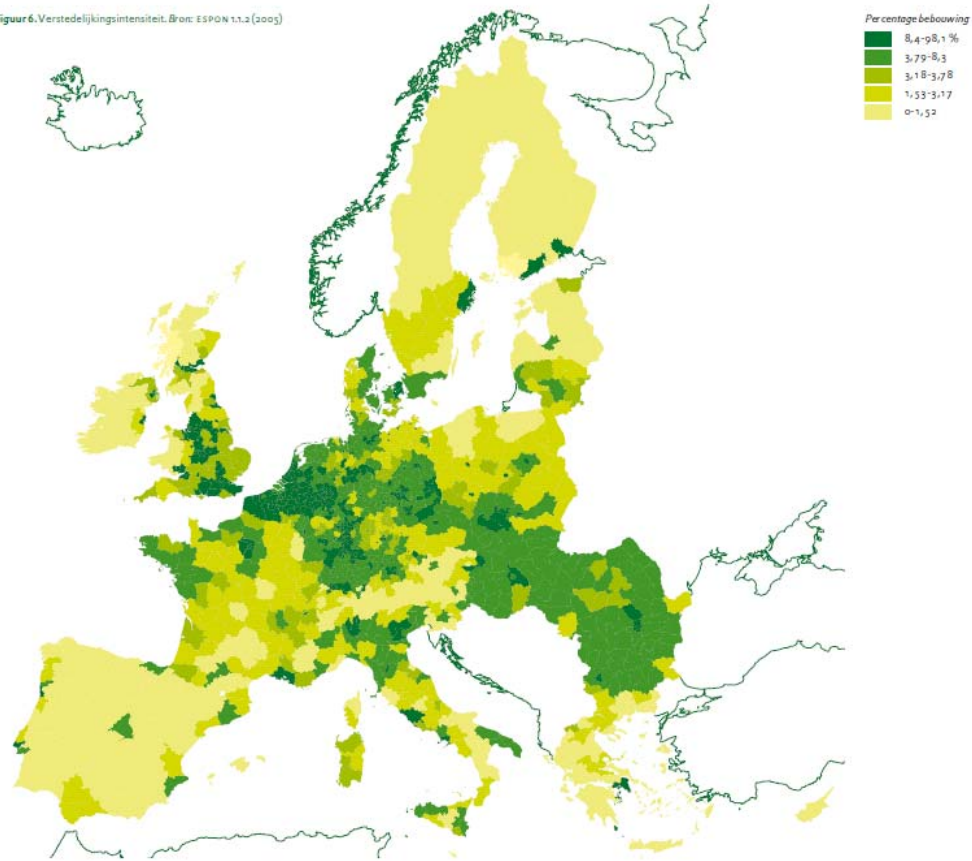 iguur 6. Verstedelijkingsintensiteit. Bron: ESPON 1.1.2 (2005)
Percentage bebouwing
8,4-98,1 %
3,79-8,3
3,18-3,78
1,53-3,17
0-1,52